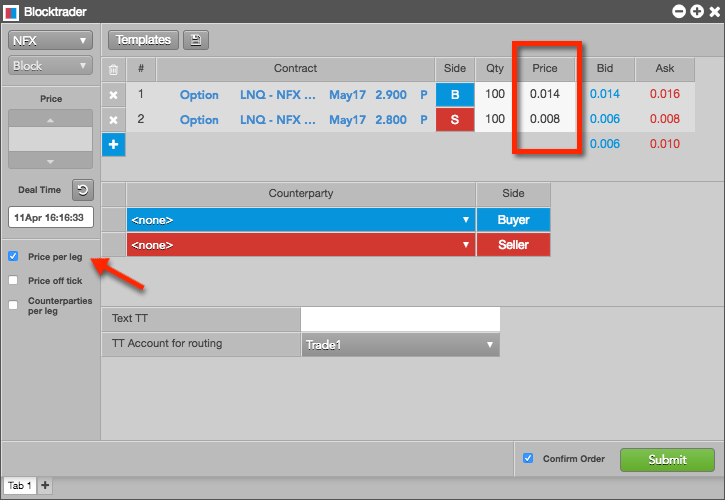 Blocktrader
NFX
Block
Price
Deal Time
11Apr 16:16:33
Price per leg
Price off tick
Counterparties
per leg
Templates
# Contract Side Qty Price Bid Ask
1 Option LNQ - NFX ... May17 2.900 P B 100 0.014 0.014 0.016
2 Option LNQ - NFX ... May17 2.800 P S 100 0.008 0.006 0.008
0.006 0.010
Counterparty Side
<none> Buyer
<none> Seller
Text TT
TT Account for routing Trade1
Confirm Order Submit
Tab 1